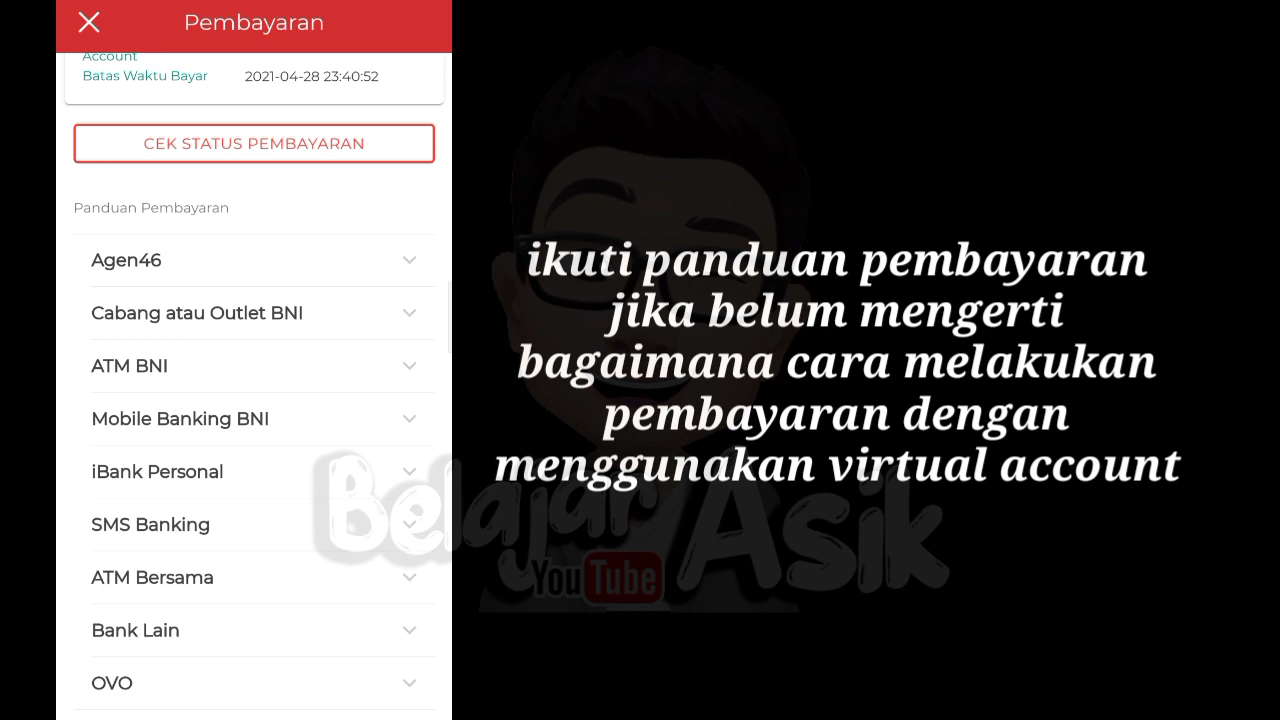 Pembayaran
Account
Batas Waktu Bayar 2021-04-28 23:40:52
CEK STATUS PEMBAYARAN
Panduan Pembayaran
Agen46
Cabang atau Outlet BNI
ATM BNI
Mobile Banking BNI
iBank Personal
SMS Banking
ATM Bersama
Bank Lain
OVO
ikuti panduan pembayaran
jika belum mengerti
bagaimana cara melakukan
pembayaran dengan
menggunakan virtual account
Belajar Asik
YouTube